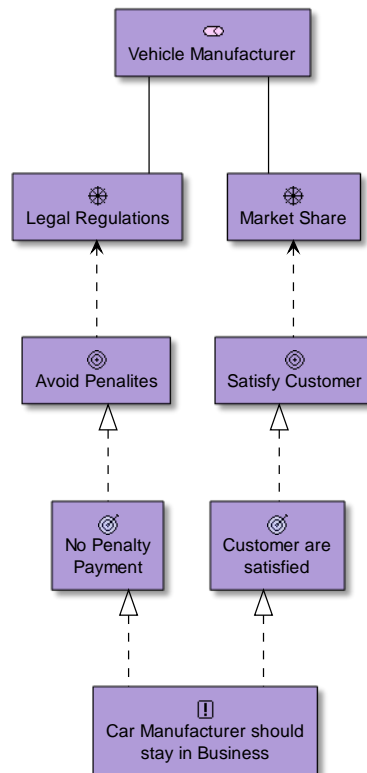 Vehicle Manufacturer
Legal Regulations
Market Share
Avoid Penalites
Satisfy Customer
No Penalty
Payment
Customer are
satisfied
Car Manufacturer should
stay in Business